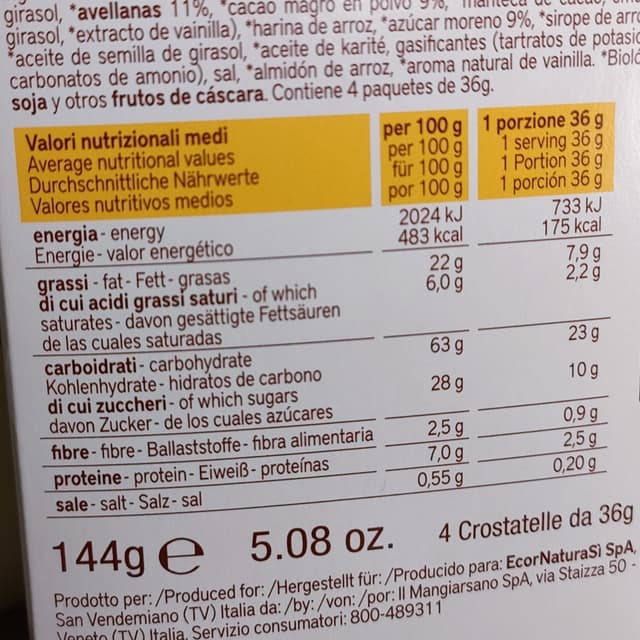 girasol, *avellanas 11%, *cacao magro en polvo 9%,
girasol, *extracto de vainilla), *harina de arroz, *azúcar moreno 9%, *sirope de
*aceite de semilla de girasol, *aceite de karité, gasificantes (tartratos de
carbonatos de amonio), sal, *almidón de arroz, *aroma natural de vainilla.
soja y otros frutos de cáscara. Contiene 4 paquetes de 36g.
Valori nutrizionali medi per 100 g 1 porzione 36 g
Average nutritional values per 100 g 1 serving 36 g
Durchschnittliche Nährwerte für 100 g 1 Portion 36 g
Valores nutritivos medios por 100 g 1 porción 36 g
energia - energy 2024 kJ 733 kJ
Energie - valor energético 483 kcal 175 kcal
grassi - fat - Fett - grasas 22 g 7,9 g
di cui acidi grassi saturi - of which 6,0 g 2,2 g
saturates - davon gesättigte Fettsäuren
de las cuales saturadas
carboidrati - carbohydrate 63 g 23 g
Kohlenhydrate - hidratos de carbono
di cui zuccheri - of which sugars 28 g 10 g
davon Zucker - de los cuales azúcares
fibre - fibre - Ballaststoffe - fibra alimentaria 2,5 g 0,9 g
proteine - protein - Eiweiß - proteínas 7,0 g 2,5 g
sale - salt - Salz - sal 0,55 g 0,20 g
144g e 5.08 oz. 4 Crostatelle da 36g
Prodotto per: /Produced for: /Hergestellt für: /Producido para: EcorNaturaSì SpA,
San Vendemiano (TV) Italia da: /by: /von: /por: Il Mangiarsano SpA, via Staizza 50 -
Veneto (TV) Italia. Servizio consumatori: 800-489311